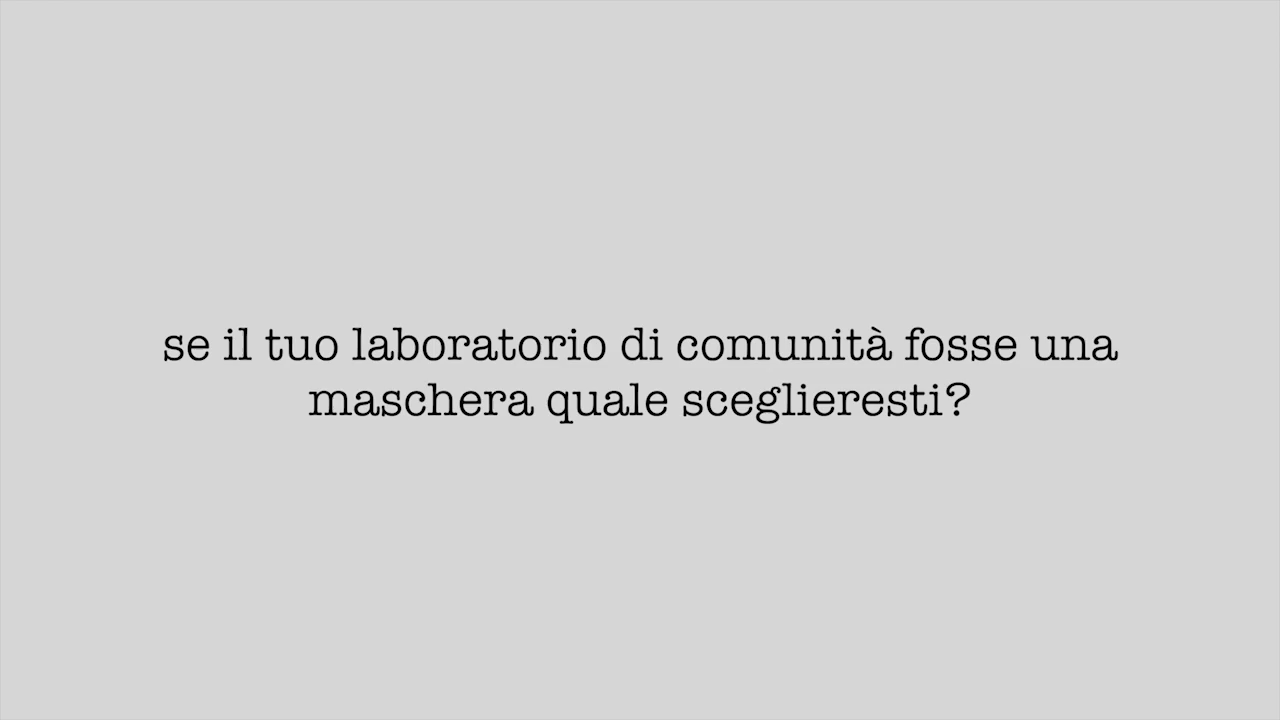 se il tuo laboratorio di comunità fosse una
maschera quale sceglieresti?